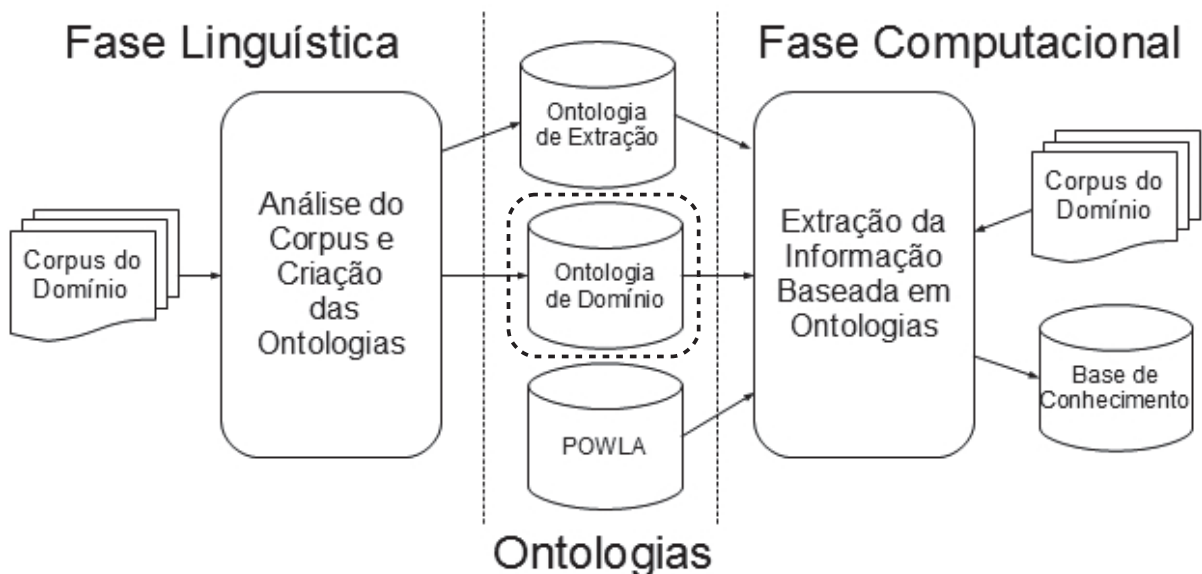 Fase Linguística
Fase Computacional
Corpus do
Domínio
Análise do
Corpus e
Criação
das
Ontologias
Ontologia
de Extração
Ontologia
de Domínio
POWLA
Ontologias
Extração da
Informação
Baseada em
Ontologias
Corpus do
Domínio
Base de
Conhecimento